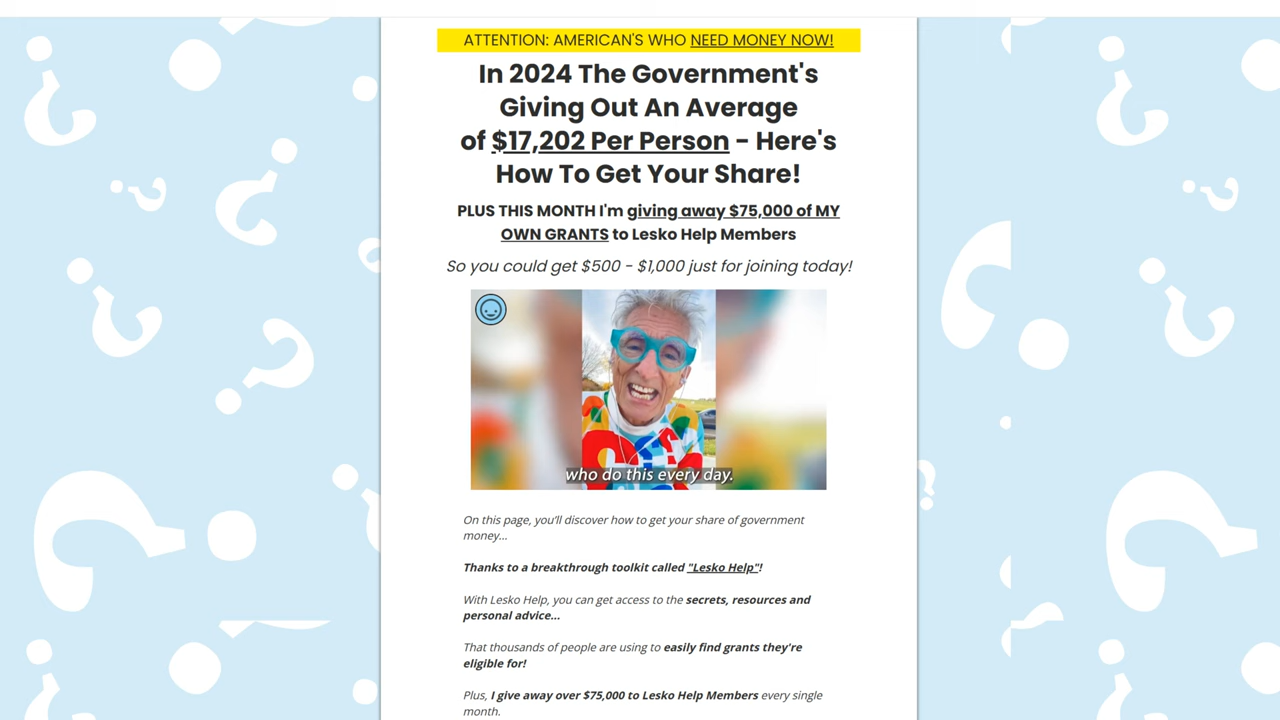 ATTENTION: AMERICAN'S WHO NEED MONEY NOW!
In 2024 The Government's
Giving Out An Average
of $17,202 Per Person – Here's
How To Get Your Share!
PLUS THIS MONTH I'm giving away $75,000 of MY
OWN GRANTS to Lesko Help Members
So you could get $500 – $1,000 just for joining today!
who do this every day.
On this page, you'll discover how to get your share of government
money...
Thanks to a breakthrough toolkit called "Lesko Help"!
With Lesko Help, you can get access to the secrets, resources and
personal advice...
That thousands of people are using to easily find grants they're
eligible for!
Plus, I give away over $75,000 to Lesko Help Members every single
month.